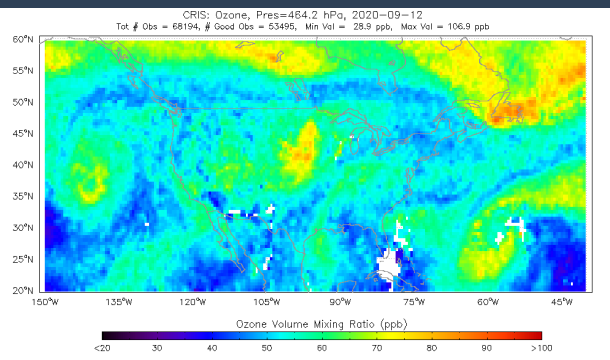 CRIS: Ozone, Pres=464.2 hPa, 2020-09-12
Tot # Obs = 68194, # Good Obs = 53495, Min Val = 28.9 ppb, Max Val = 106.9 ppb
60°N
55°N
50°N
45°N
40°N
35°N
30°N
25°N
20°N
150°W 135°W 120°W 105°W 90°W 75°W 60°W 45°W
Ozone Volume Mixing Ratio (ppb)
<20 30 40 50 60 70 80 90 >100